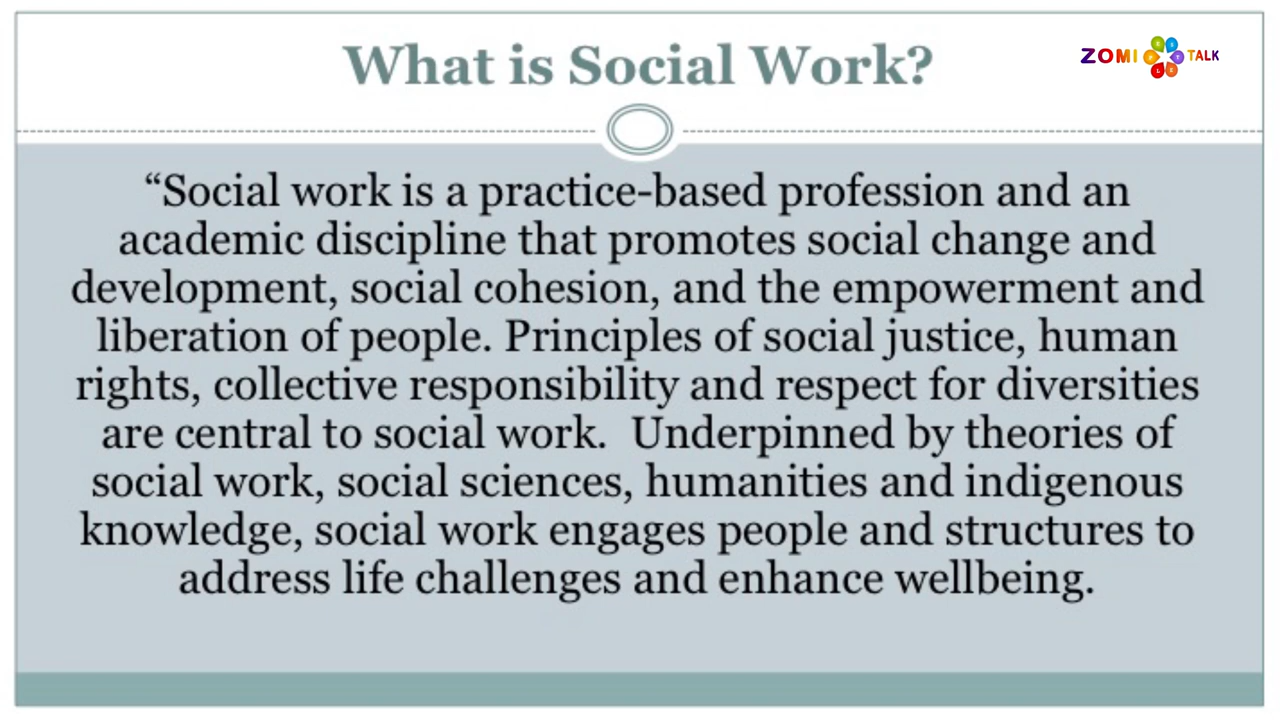 What is Social Work?
ZOMI TALK
“Social work is a practice-based profession and an
academic discipline that promotes social change and
development, social cohesion, and the empowerment and
liberation of people. Principles of social justice, human
rights, collective responsibility and respect for diversities
are central to social work.  Underpinned by theories of
social work, social sciences, humanities and indigenous
knowledge, social work engages people and structures to
address life challenges and enhance wellbeing.